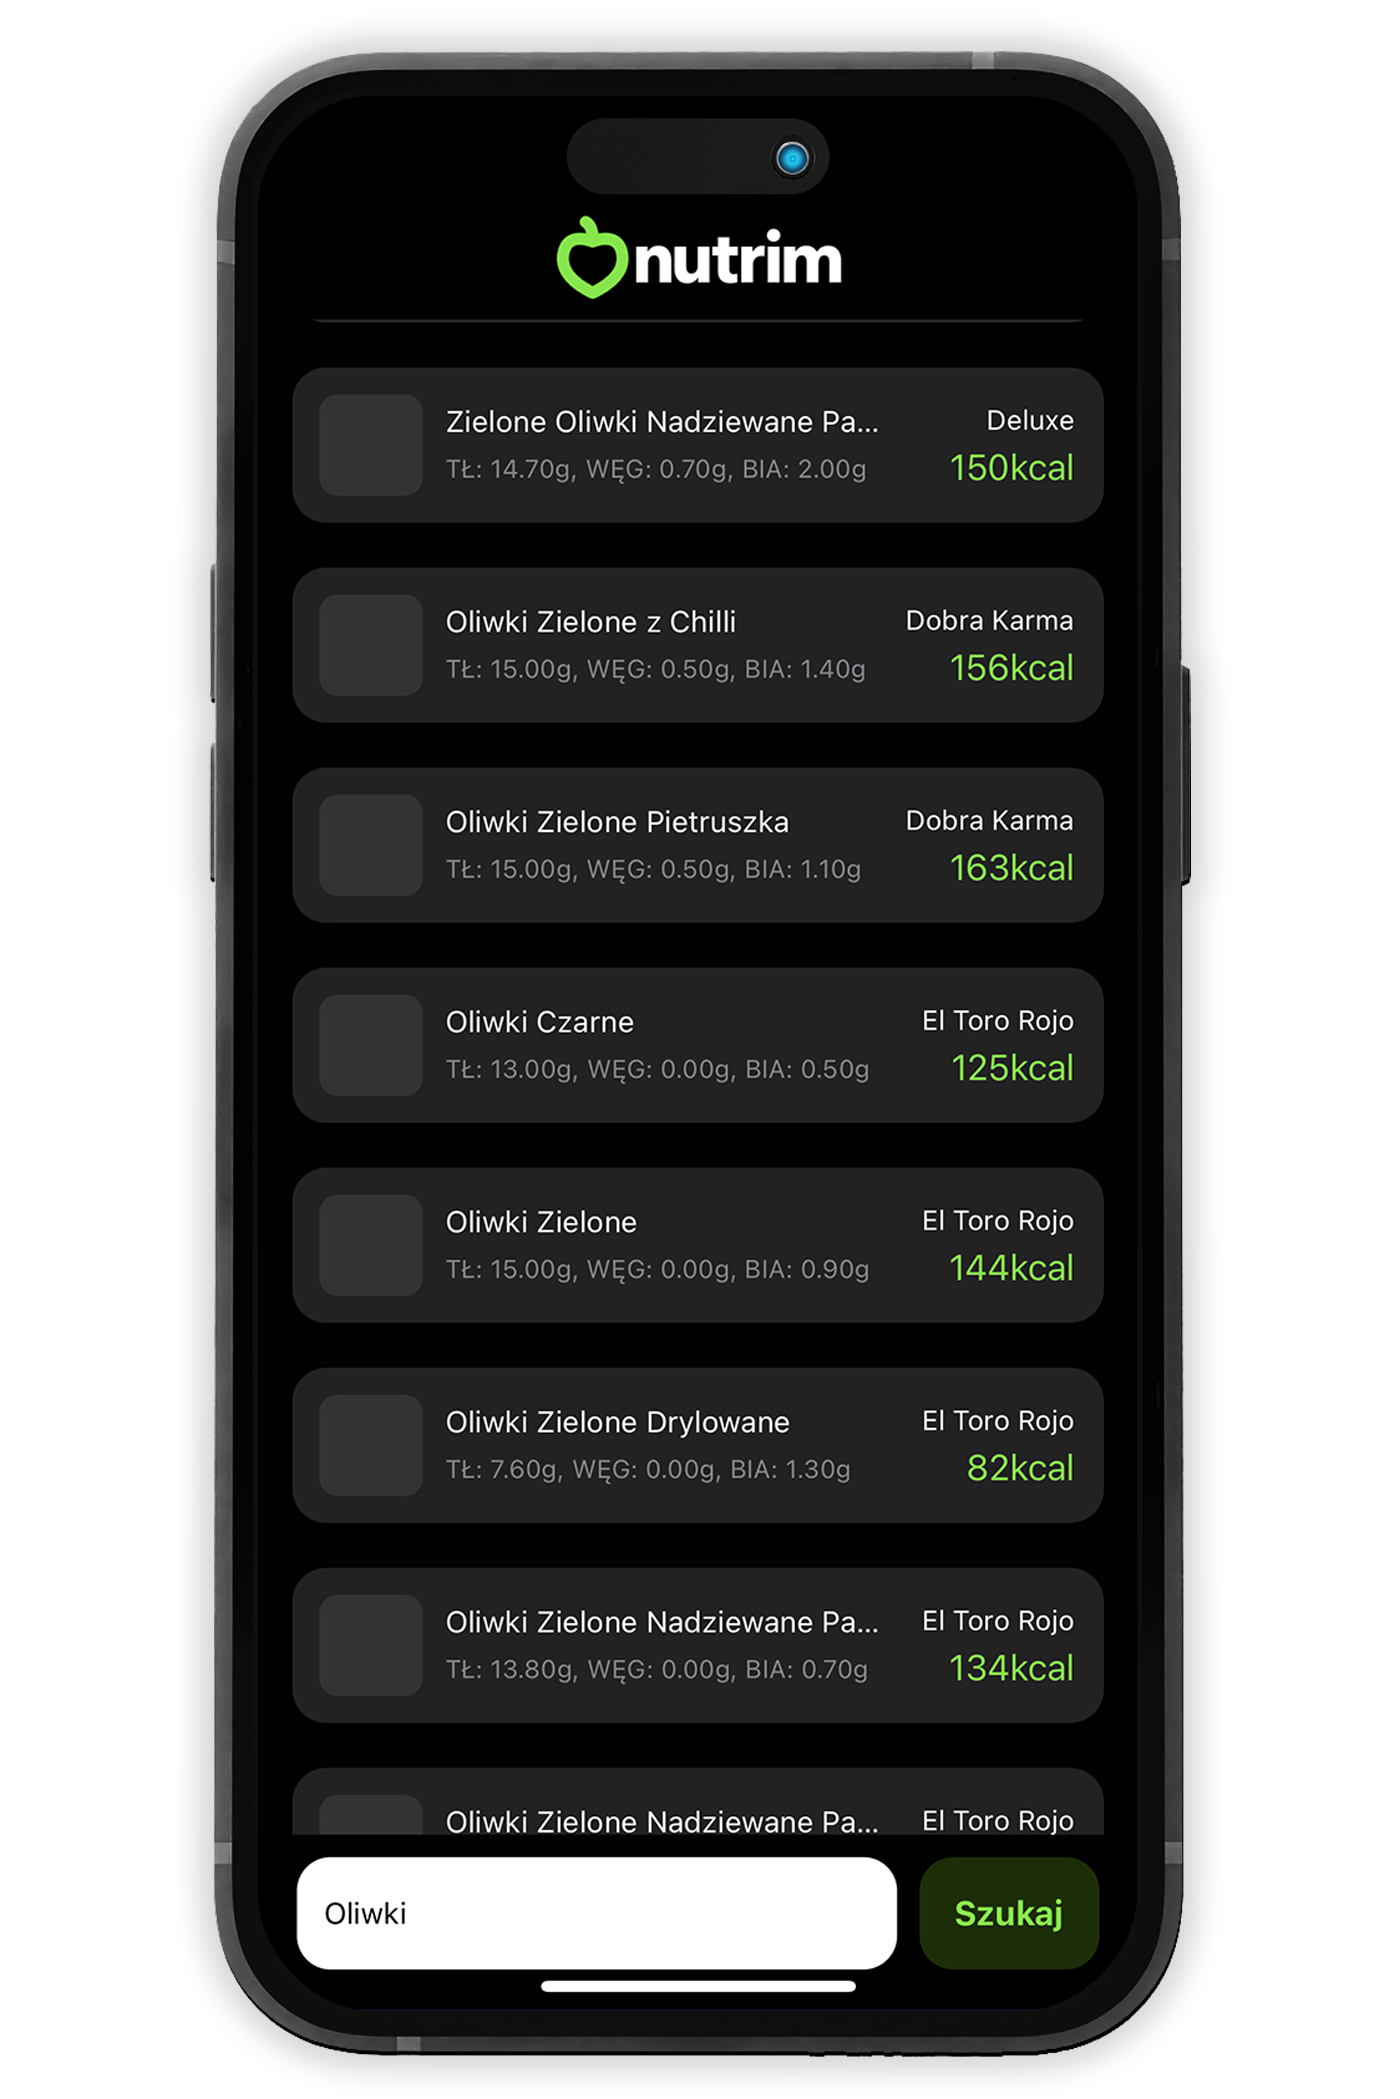 nutrim
Zielone Oliwki Nadziewane Pa...
Deluxe
TŁ: 14.70g, WĘG: 0.70g, BIA: 2.00g
150kcal
Oliwki Zielone z Chilli
Dobra Karma
TŁ: 15.00g, WĘG: 0.50g, BIA: 1.40g
156kcal
Oliwki Zielone Pietruszka
Dobra Karma
TŁ: 15.00g, WĘG: 0.50g, BIA: 1.10g
163kcal
Oliwki Czarne
El Toro Rojo
TŁ: 13.00g, WĘG: 0.00g, BIA: 0.50g
125kcal
Oliwki Zielone
El Toro Rojo
TŁ: 15.00g, WĘG: 0.00g, BIA: 0.90g
144kcal
Oliwki Zielone Drylowane
El Toro Rojo
TŁ: 7.60g, WĘG: 0.00g, BIA: 1.30g
82kcal
Oliwki Zielone Nadziewane Pa...
El Toro Rojo
TŁ: 13.80g, WĘG: 0.00g, BIA: 0.70g
134kcal
Oliwki Zielone Nadziewane Pa...
El Toro Rojo
Oliwki
Szukaj